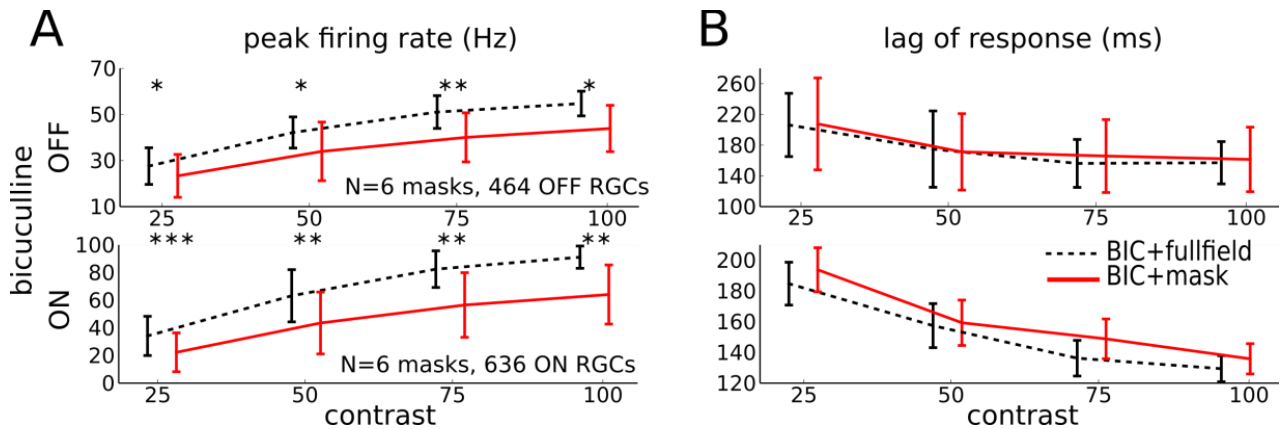 A peak firing rate (Hz)
B lag of response (ms)
bicuculline
OFF
70
50
30
10
* * ** *
N=6 masks, 464 OFF RGCs
25 50 75 100
ON
100
80
60
40
20
0
*** ** ** **
N=6 masks, 636 ON RGCs
25 50 75 100
contrast
260
220
180
140
100
25 50 75 100
200
180
160
140
120
BIC+fullfield
BIC+mask
25 50 75 100
contrast